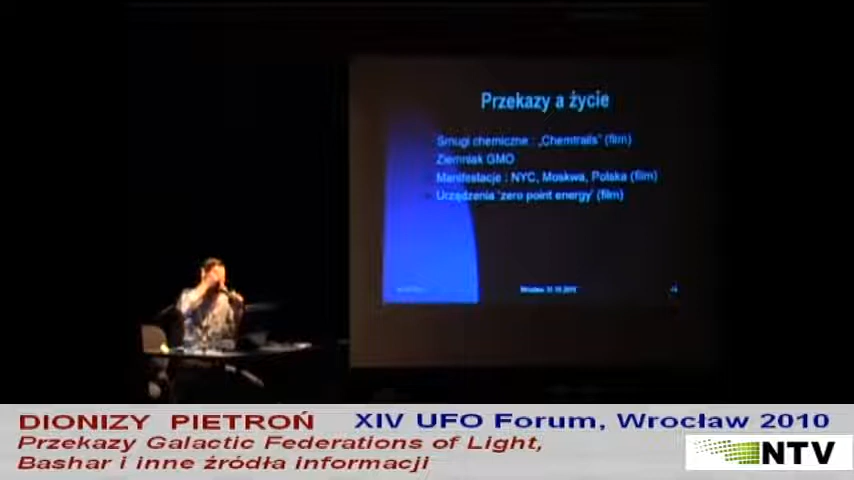 Przekazy a życie
Smugi chemiczne : „Chemtrails" (film)
Ziemniak GMO
Manifestacje : NYC, Moskwa, Polska (film)
Urządzenia 'zero point energy' (film)
DIONIZY PIETROŃ
XIV UFO Forum, Wrocław 2010
Przekazy Galactic Federations of Light,
Bashar i inne źródła informacji
NTV